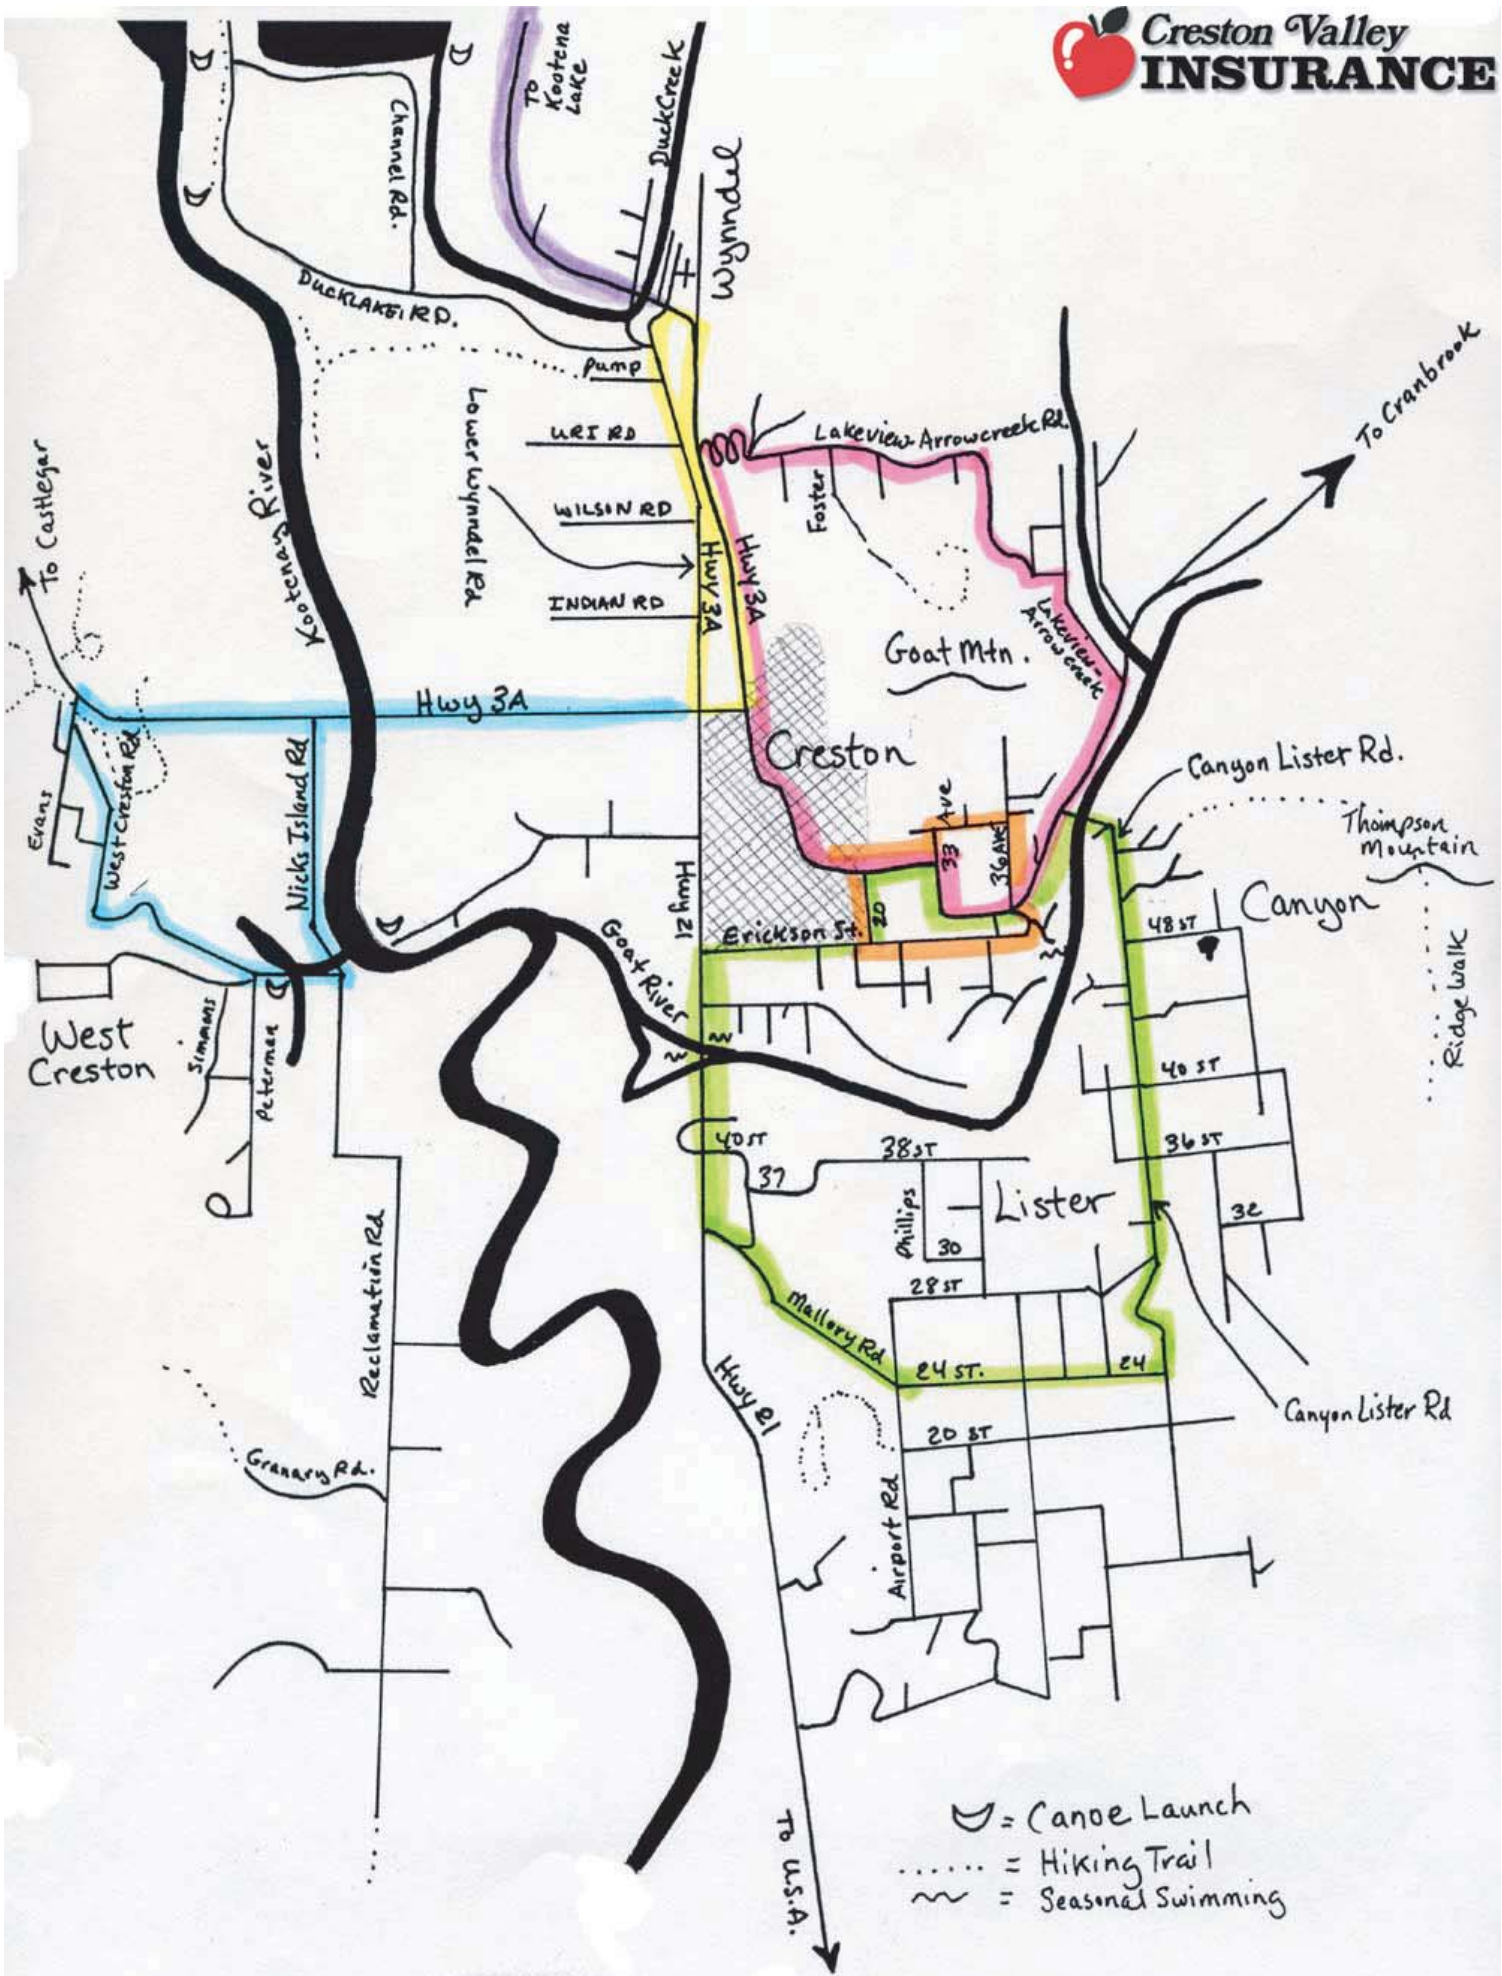 Creston Valley
INSURANCE
To
Kootena
Lake
Duck Creek
Channel Rd.
Wynndel
DUCKLAKE RD.
Pump
Lower Wynndel Rd
URI RD
Lakeview-Arrowcreek Rd.
To Cranbrook
Foster
WILSON RD
Hwy 3A
Hwy 3A
INDIAN RD
To Castlegar
Kootenay River
Lakeview-
Arrowcreek
Goat Mtn.
Hwy 3A
Creston
Canyon Lister Rd.
West Creston Rd
Evans
Nicks Island Rd
Ave
33
36 Ave
Thompson
Mountain
Hwy 21
20
Erickson St.
Canyon
48 ST
Goat River
Ridge Walk
West
Creston
Simmons
Peterman
40 ST
40 ST
36 ST
38 ST
37
Lister
Phillips
30
32
28 ST
Reclamation Rd
Mallory Rd
24 ST.
24
Hwy 21
Canyon Lister Rd
20 ST
Granary Rd.
Airport Rd
To U.S.A.
= Canoe Launch
...... = Hiking Trail
= Seasonal Swimming